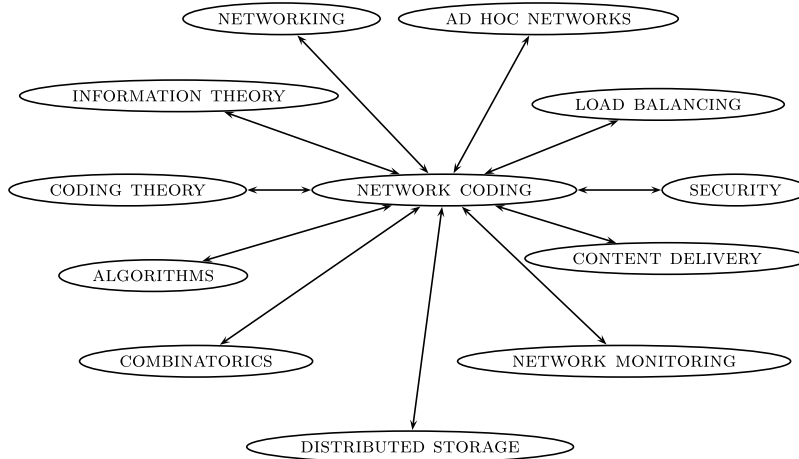 NETWORKING
AD HOC NETWORKS
INFORMATION THEORY
LOAD BALANCING
CODING THEORY
NETWORK CODING
SECURITY
ALGORITHMS
CONTENT DELIVERY
COMBINATORICS
NETWORK MONITORING
DISTRIBUTED STORAGE